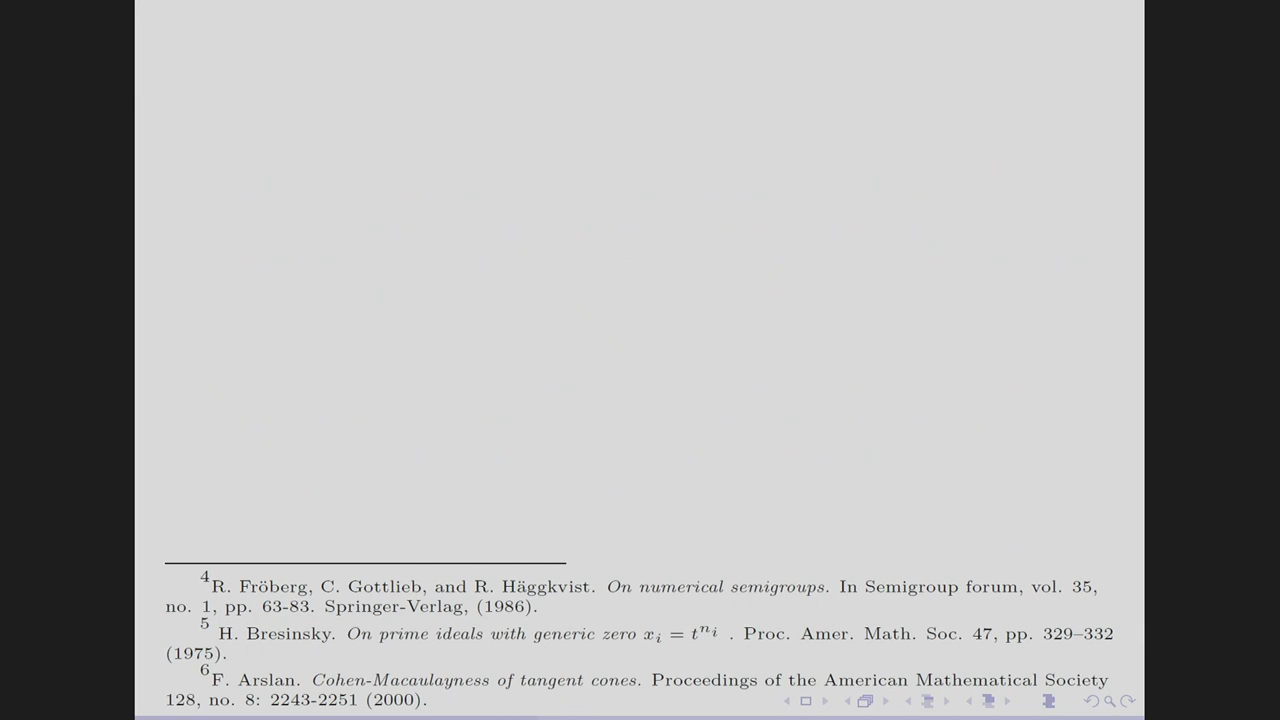 4R. Fröberg, C. Gottlieb, and R. Häggkvist. On numerical semigroups. In Semigroup forum, vol. 35,
no. 1, pp. 63-83. Springer-Verlag, (1986).
5 H. Bresinsky. On prime ideals with generic zero xᵢ = tⁿⁱ . Proc. Amer. Math. Soc. 47, pp. 329–332
(1975).
6F. Arslan. Cohen-Macaulayness of tangent cones. Proceedings of the American Mathematical Society
128, no. 8: 2243-2251 (2000).